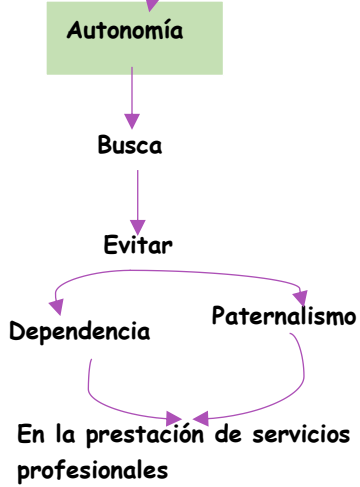 Autonomía
Busca
Evitar
Dependencia
Paternalismo
En la prestación de servicios
profesionales